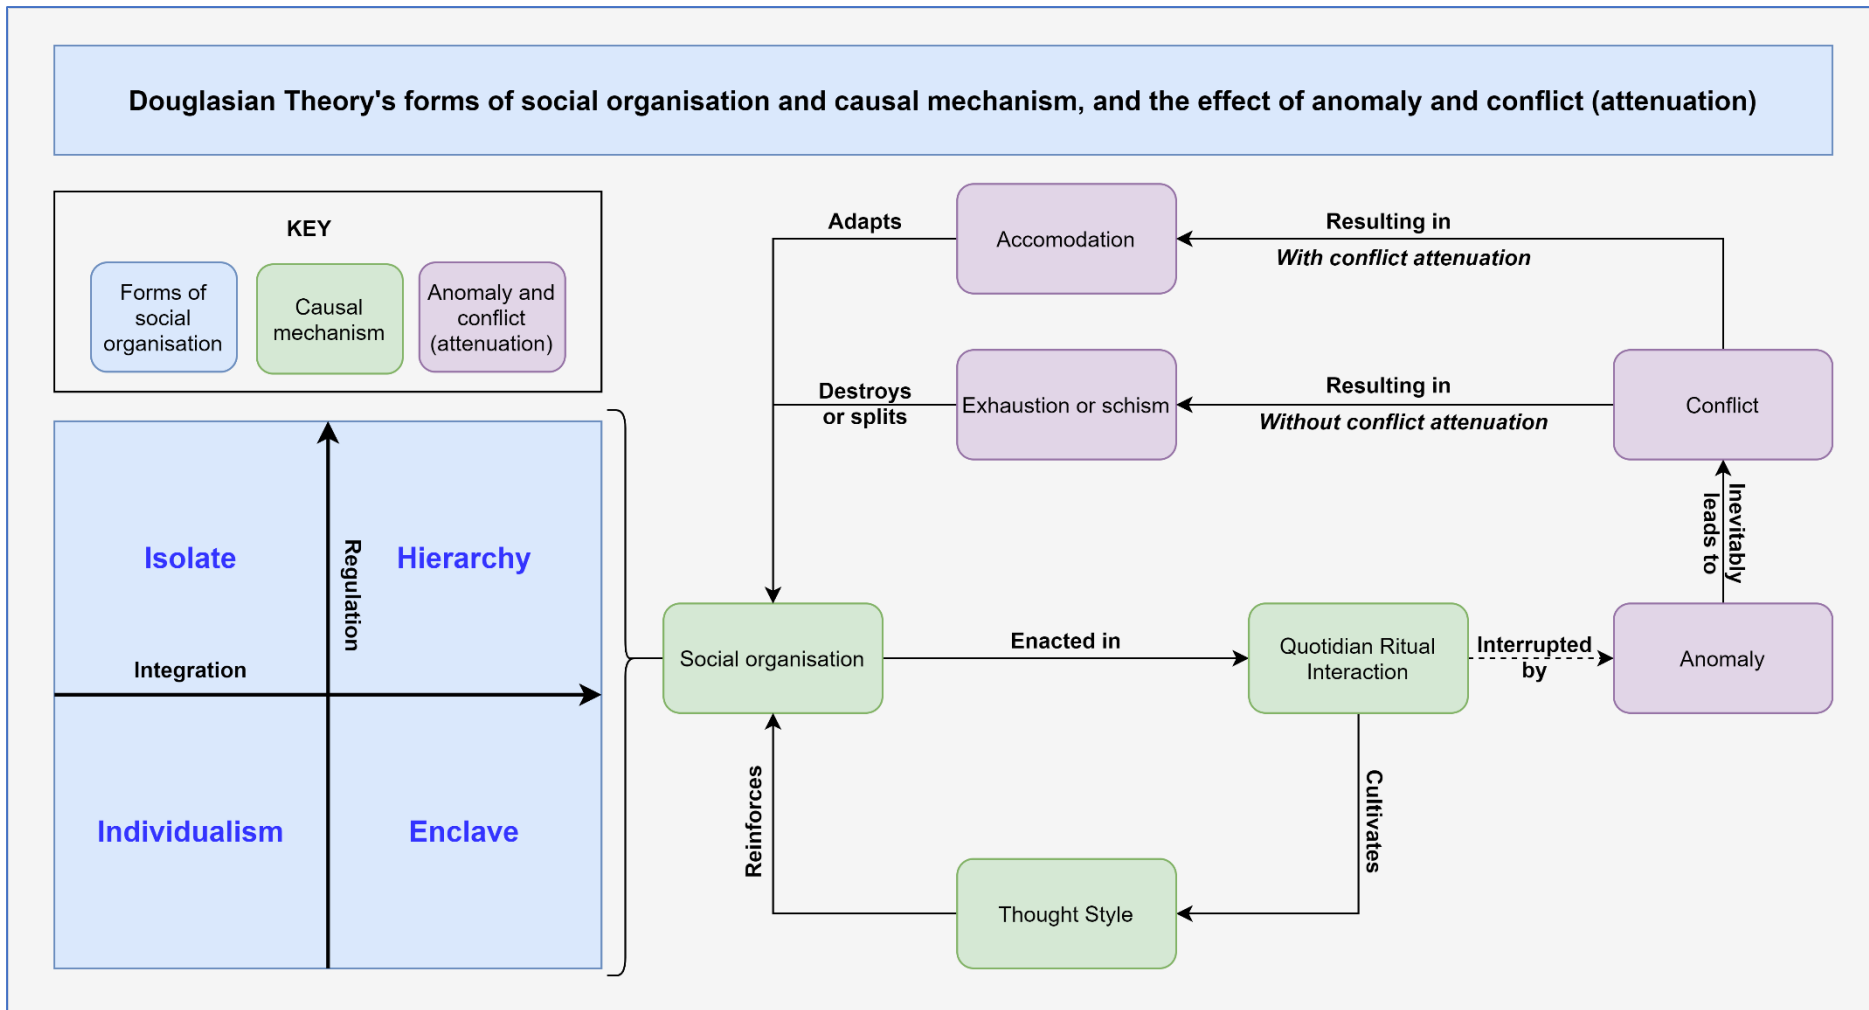 Douglasian Theory's forms of social organisation and causal mechanism, and the effect of anomaly and conflict (attenuation)
KEY
Forms of
social
organisation
Causal
mechanism
Anomaly and
conflict
(attenuation)
Adapts
Accomodation
Resulting in
With conflict attenuation
Destroys
or splits
Exhaustion or schism
Resulting in
Without conflict attenuation
Conflict
Inevitably
leads to
Isolate
Hierarchy
Regulation
Integration
Individualism
Enclave
Social organisation
Enacted in
Quotidian Ritual
Interaction
Interrupted
by
Anomaly
Reinforces
Cultivates
Thought Style